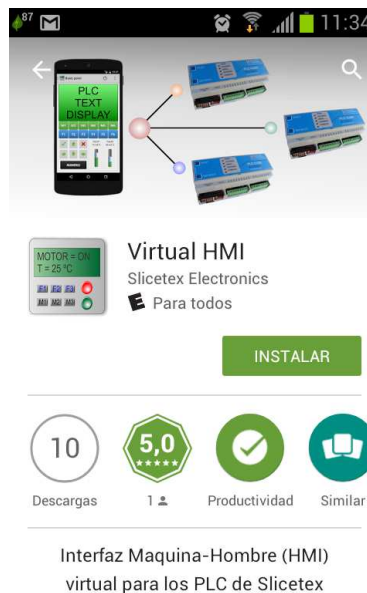 87
11:34
PLC
TEXT
DISPLAY
Virtual HMI
Slicetex Electronics
MOTOR = ON
T = 25 ºC
E Para todos
INSTALAR
10
5,0
Descargas
1
Productividad
Similar
Interfaz Maquina-Hombre (HMI)
virtual para los PLC de Slicetex